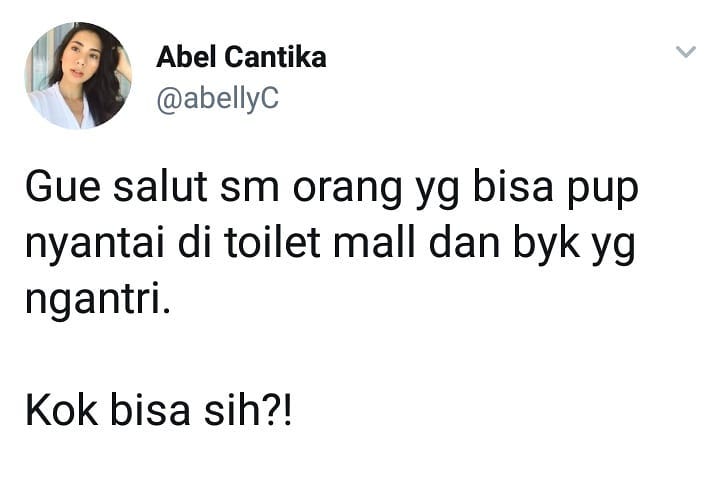 Abel Cantika
@abellyC
Gue salut sm orang yg bisa pup
nyantai di toilet mall dan byk yg
ngantri.
Kok bisa sih?!